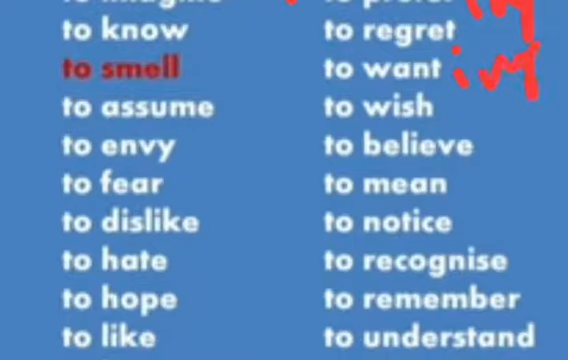 to know
to smell
to assume
to envy
to fear
to dislike
to hate
to hope
to like
to regret
to want
to wish
to believe
to mean
to notice
to recognise
to remember
to understand